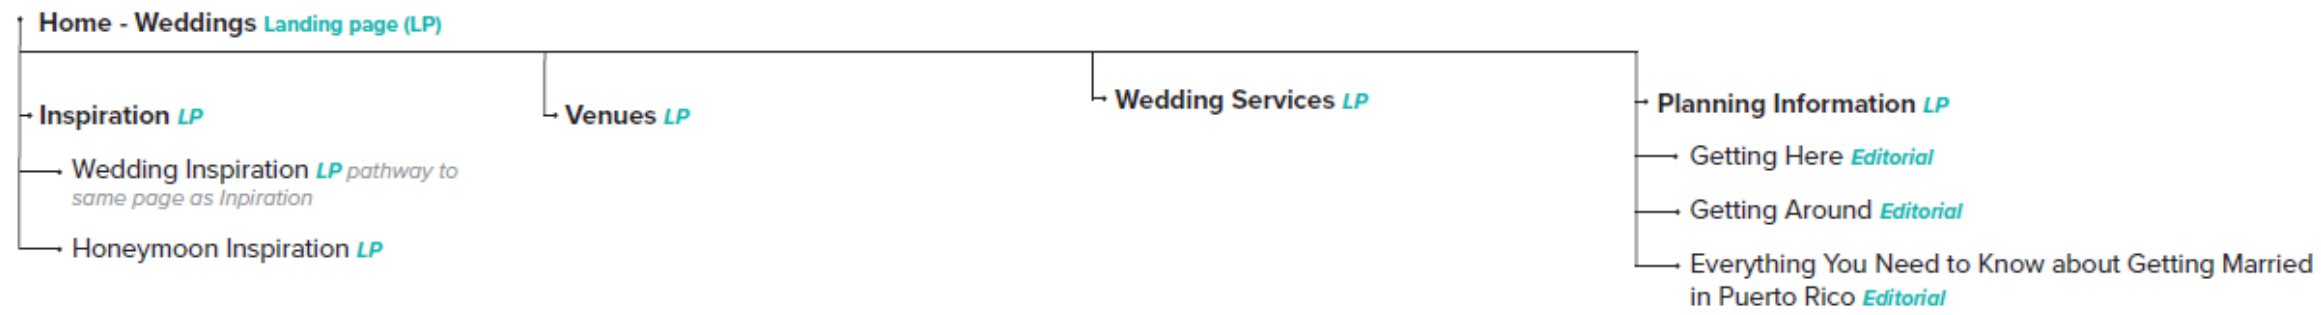 Home - Weddings Landing page (LP)
Inspiration LP
Wedding Inspiration LP pathway to
same page as Inpiration
Honeymoon Inspiration LP
Venues LP
Wedding Services LP
Planning Information LP
Getting Here Editorial
Getting Around Editorial
Everything You Need to Know about Getting Married
in Puerto Rico Editorial